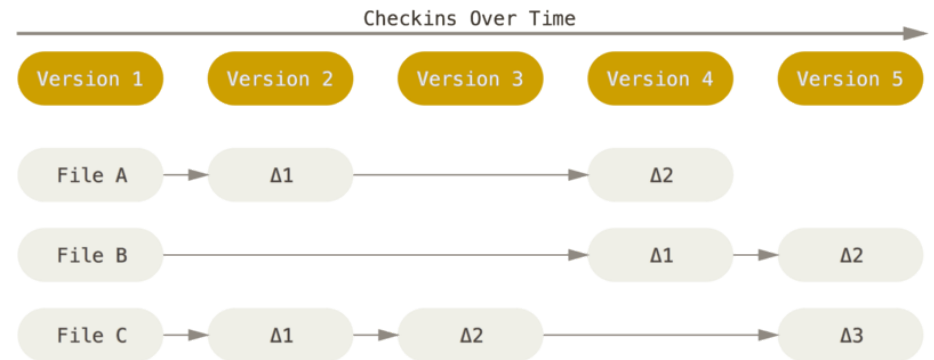 Checkins Over Time
Version 1 Version 2 Version 3 Version 4 Version 5
File A Δ1 Δ2
File B Δ1 Δ2
File C Δ1 Δ2 Δ3